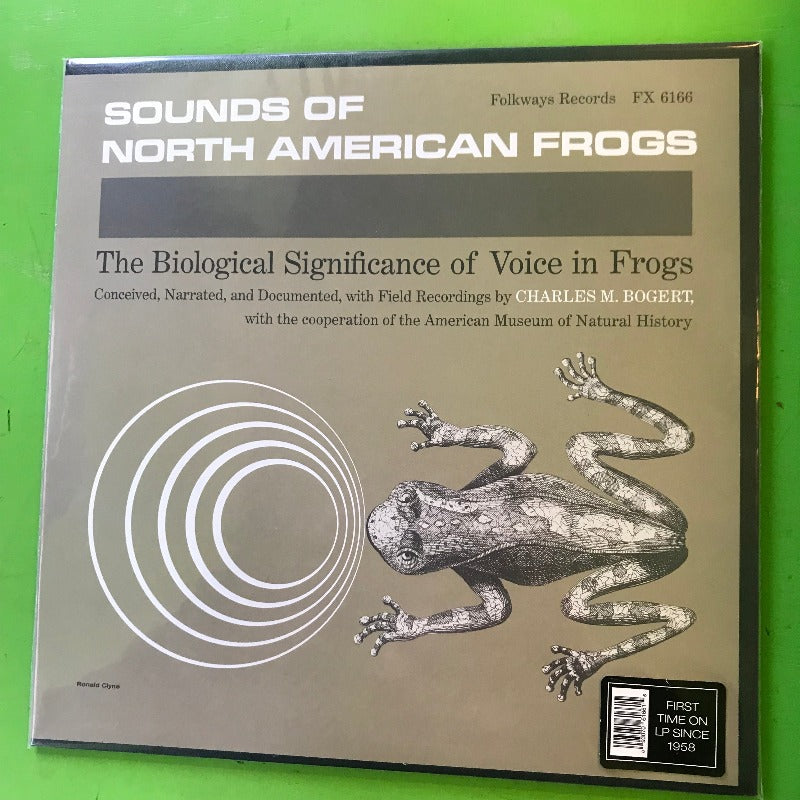 SOUNDS OF
Folkways Records FX 6166
NORTH AMERICAN FROGS
The Biological Significance of Voice in Frogs
Conceived, Narrated, and Documented, with Field Recordings by CHARLES M. BOGERT,
with the cooperation of the American Museum of Natural History
Ronald Clyne
FIRST
TIME ON
LP SINCE
1958